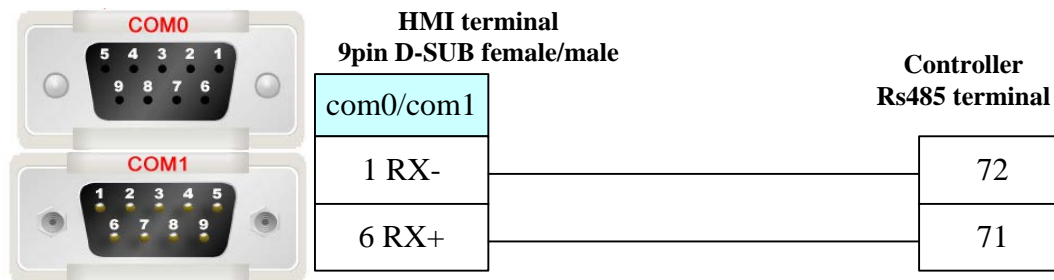 COM0
5 4 3 2 1
9 8 7 6
COM1
1 2 3 4 5
6 7 8 9
HMI terminal
9pin D-SUB female/male
com0/com1
1 RX-
6 RX+
Controller
Rs485 terminal
72
71